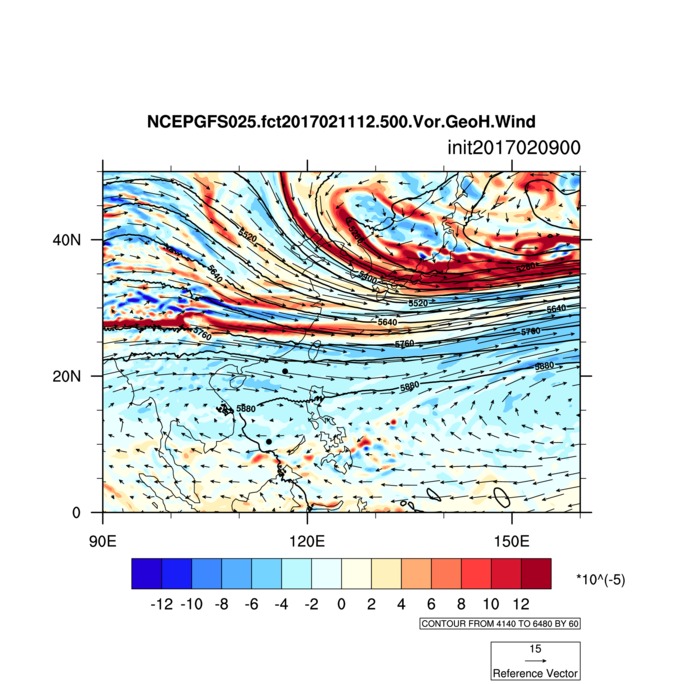 NCEPGFS025.fct2017021112.500.Vor.GeoH.Wind
init2017020900
40N
20N
0
5520
5640
5760
5400
5520
5640
5760
5280
5640
5760
5880
5880
5880
90E 120E 150E
-12 -10 -8 -6 -4 -2 0 2 4 6 8 10 12
*10^(-5)
CONTOUR FROM 4140 TO 6480 BY 60
15
Reference Vector